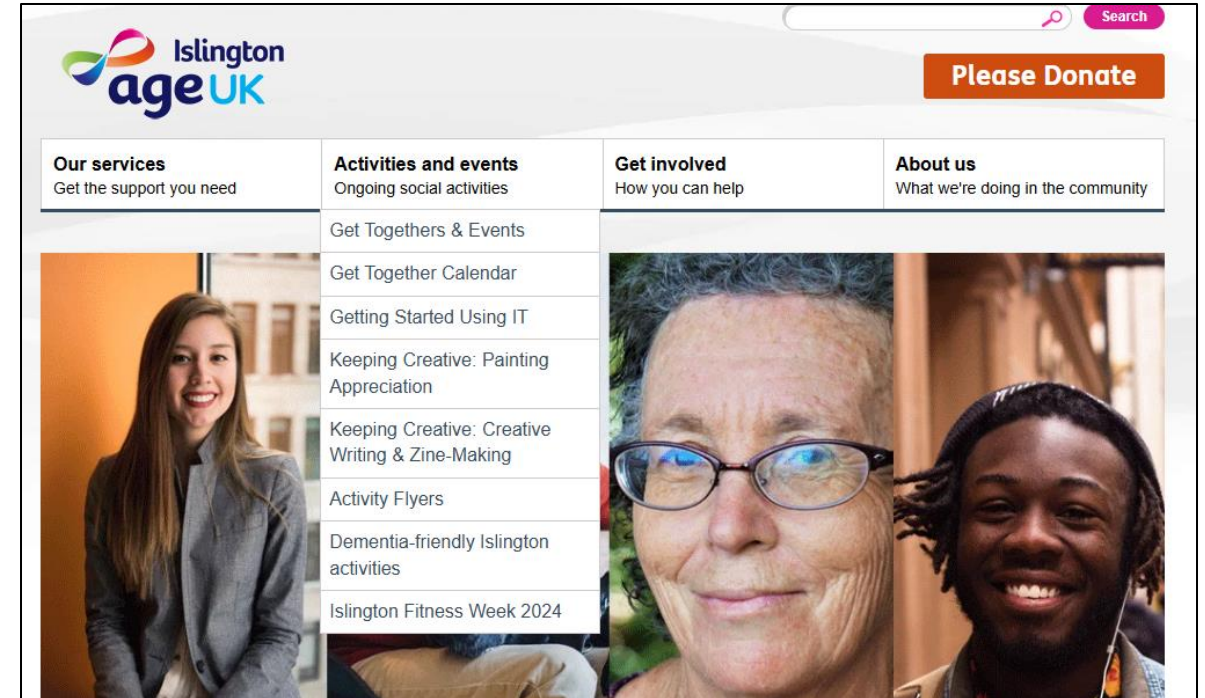 Search
Islington
age UK
Please Donate
Our services
Get the support you need
Activities and events
Ongoing social activities
Get involved
How you can help
About us
What we're doing in the community
Get Togethers & Events
Get Together Calendar
Getting Started Using IT
Keeping Creative: Painting
Appreciation
Keeping Creative: Creative
Writing & Zine-Making
Activity Flyers
Dementia-friendly Islington
activities
Islington Fitness Week 2024